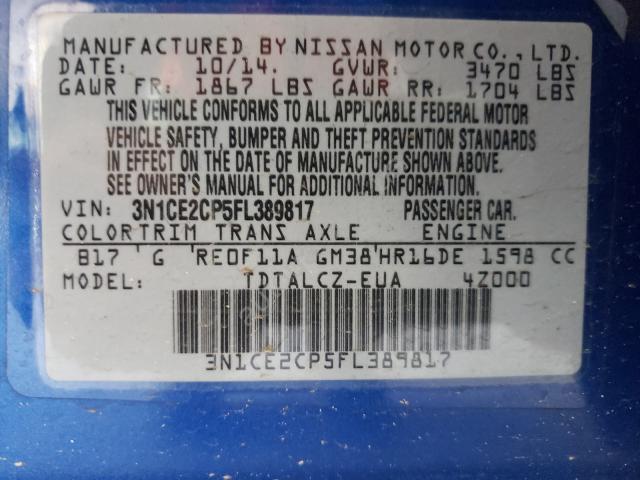 MANUFACTURED BY NISSAN MOTOR CO., LTD.
DATE: 10/14. GVWR: 3470 LBS
GAWR FR: 1867 LBS GAWR RR: 1704 LBS
THIS VEHICLE CONFORMS TO ALL APPLICABLE FEDERAL MOTOR
VEHICLE SAFETY, BUMPER AND THEFT PREVENTION STANDARDS
IN EFFECT ON THE DATE OF MANUFACTURE SHOWN ABOVE.
SEE OWNER'S MANUAL FOR ADDITIONAL INFORMATION.
VIN: 3N1CE2CP5FL389817 PASSENGER CAR.
COLOR TRIM TRANS AXLE ENGINE
B17 G RE0F11A GM38 HR16DE 1598 CC
MODEL: TDTALCZ-EUA 4Z000
3N1CE2CP5FL389817